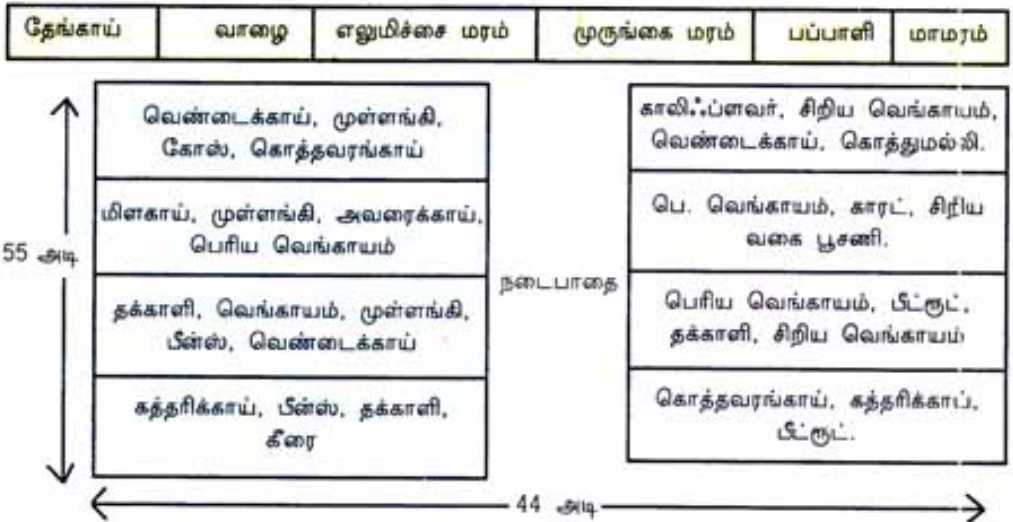 தேங்காய் வாழை எலுமிச்சை மரம் முருங்கை மரம் பப்பாளி மாமரம்
வெண்டைக்காய், முள்ளங்கி,
கோஸ், கொத்தவரங்காய்
மிளகாய், முள்ளங்கி, அவரைக்காய்,
பெரிய வெங்காயம்
தக்காளி, வெங்காயம், முள்ளங்கி,
பீன்ஸ், வெண்டைக்காய்
கத்தரிக்காய், பீன்ஸ், தக்காளி,
கீரை
55 அடி
நடைபாதை
காலிஃப்ளவர், சிறிய வெங்காயம்,
வெண்டைக்காய், கொத்துமல்லி.
பெ. வெங்காயம், காரட், சிறிய
வகை பூசணி.
பெரிய வெங்காயம், பீட்ரூட்,
தக்காளி, சிறிய வெங்காயம்
கொத்தவரங்காய், கத்தரிக்காய்,
பீட்ரூட்.
44 அடி